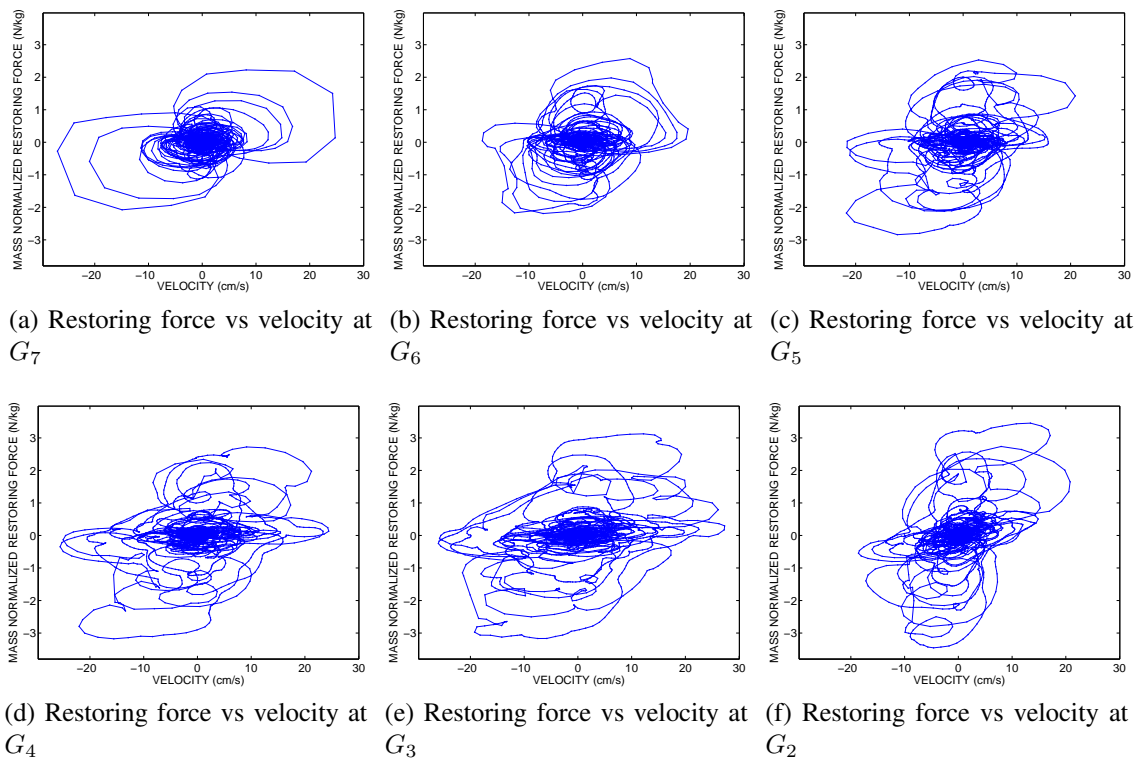 3
2
1
0
−1
−2
−3
−20 −10 0 10 20 30
VELOCITY (cm/s)
MASS NORMALIZED RESTORING FORCE (N/kg)
(a) Restoring force vs velocity at
G7
3
2
1
0
−1
−2
−3
−20 −10 0 10 20 30
VELOCITY (cm/s)
MASS NORMALIZED RESTORING FORCE (N/kg)
(b) Restoring force vs velocity at
G6
3
2
1
0
−1
−2
−3
−20 −10 0 10 20 30
VELOCITY (cm/s)
MASS NORMALIZED RESTORING FORCE (N/kg)
(c) Restoring force vs velocity at
G5
3
2
1
0
−1
−2
−3
−20 −10 0 10 20 30
VELOCITY (cm/s)
MASS NORMALIZED RESTORING FORCE (N/kg)
(d) Restoring force vs velocity at
G4
3
2
1
0
−1
−2
−3
−20 −10 0 10 20 30
VELOCITY (cm/s)
MASS NORMALIZED RESTORING FORCE (N/kg)
(e) Restoring force vs velocity at
G3
3
2
1
0
−1
−2
−3
−20 −10 0 10 20 30
VELOCITY (cm/s)
MASS NORMALIZED RESTORING FORCE (N/kg)
(f) Restoring force vs velocity at
G2